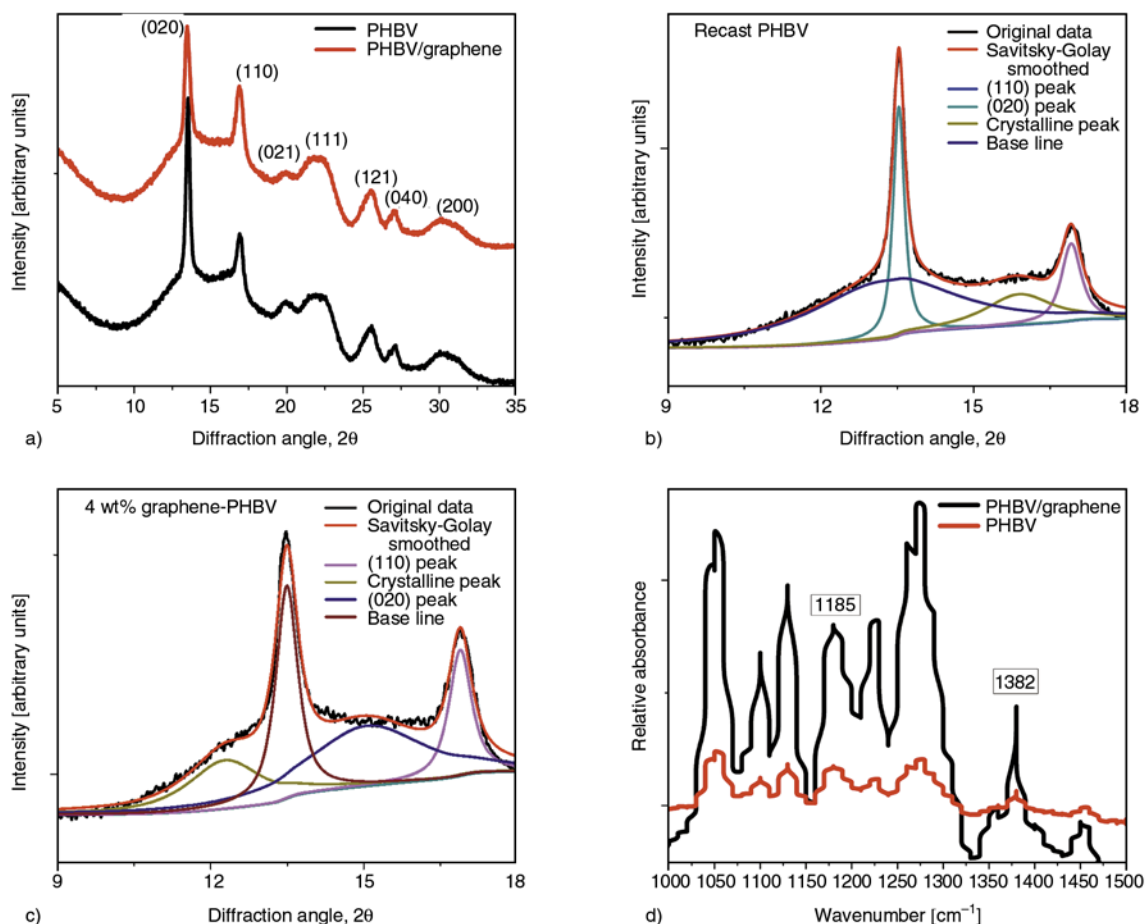 (020)
PHBV
PHBV/graphene
(110)
(021)
(111)
(121)
(040)
(200)
Intensity [arbitrary units]
5 10 15 20 25 30 35
a)
Diffraction angle, 2θ
Recast PHBV
Original data
Savitsky-Golay
smoothed
(110) peak
(020) peak
Crystalline peak
Base line
Intensity [arbitrary units]
9 12 15 18
b)
Diffraction angle, 2θ
4 wt% graphene-PHBV
Original data
Savitsky-Golay
smoothed
(110) peak
Crystalline peak
(020) peak
Base line
Intensity [arbitrary units]
9 12 15 18
c)
Diffraction angle, 2θ
PHBV/graphene
PHBV
1185
1382
Relative absorbance
1000 1050 1100 1150 1200 1250 1300 1350 1400 1450 1500
d)
Wavenumber [cm⁻¹]